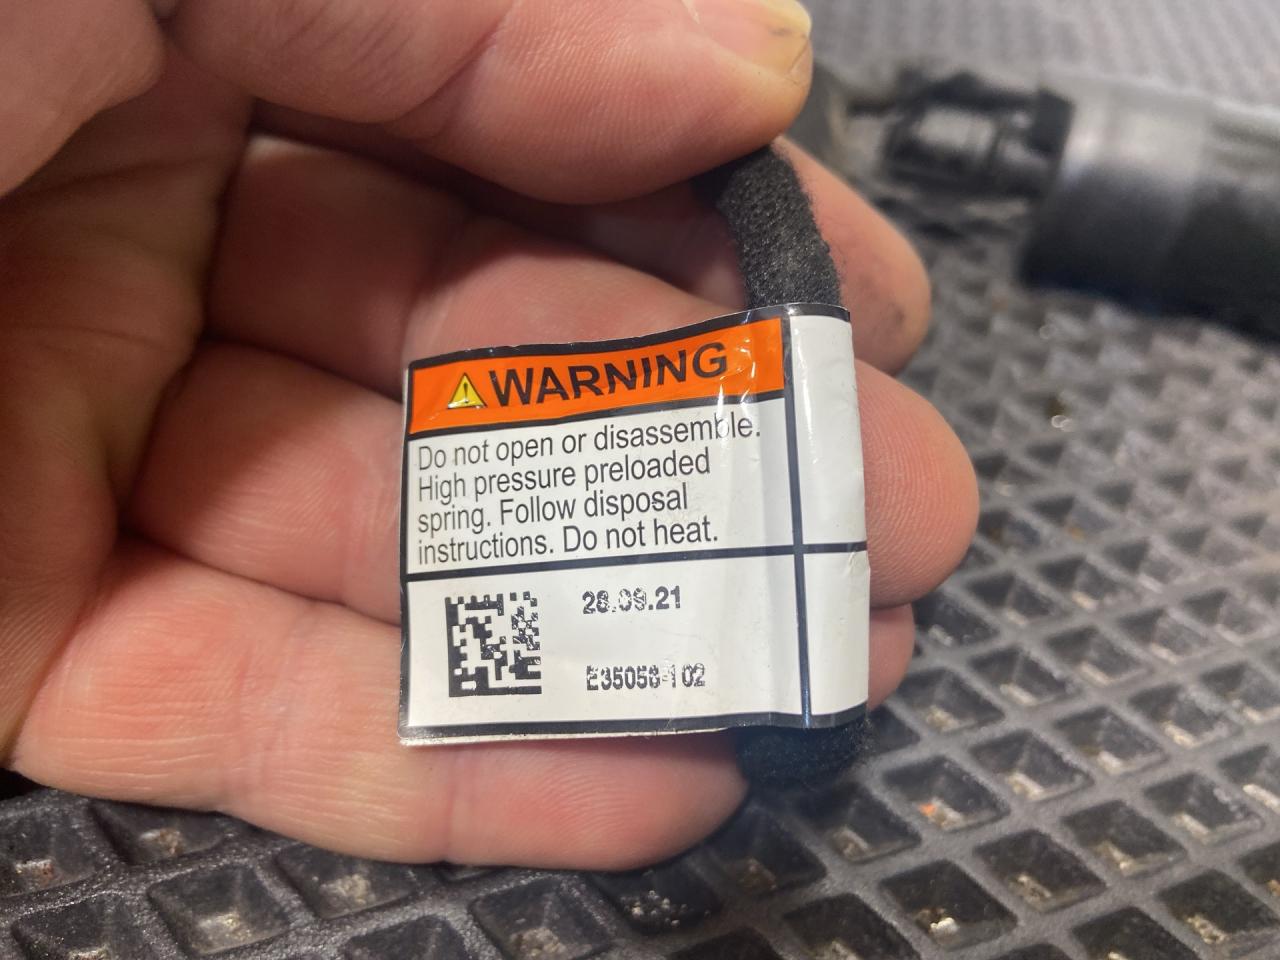 WARNING
Do not open or disassemble.
High pressure preloaded
spring. Follow disposal
instructions. Do not heat.
28.09.21
E35058-102